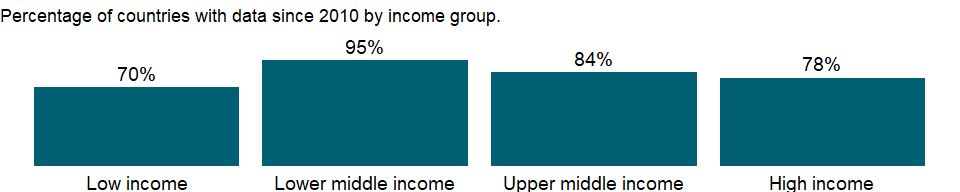 Percentage of countries with data since 2010 by income group.
95%
84%
78%
70%
Low income
Lower middle income
Upper middle income
High income